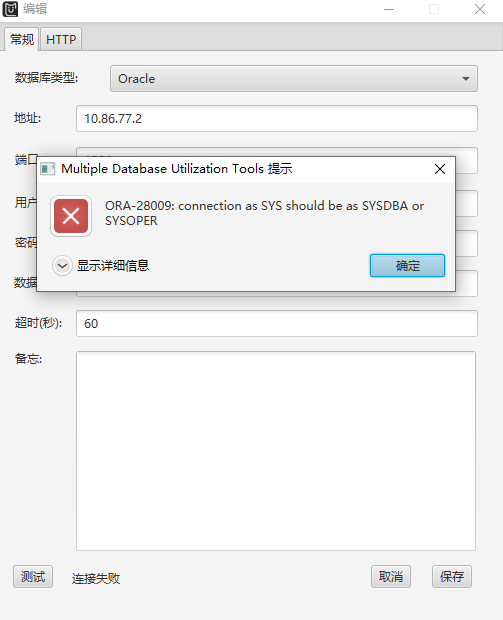 编辑
常规 HTTP
数据库类型: Oracle
地址: 10.86.77.2
端口
Multiple Database Utilization Tools 提示
用户
ORA-28009: connection as SYS should be as SYSDBA or
SYSOPER
密码
显示详细信息 确定
数据
超时(秒): 60
备忘:
测试 连接失败 取消 保存